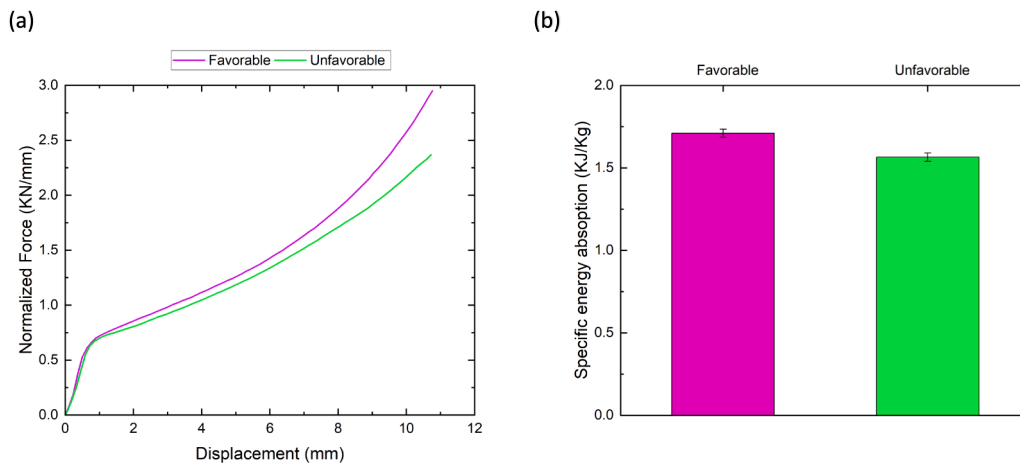 (a)
Favorable Unfavorable
Normalized Force (KN/mm)
3.0
2.5
2.0
1.5
1.0
0.5
0.0
0 2 4 6 8 10 12
Displacement (mm)
(b)
Favorable Unfavorable
Specific energy absoption (KJ/Kg)
2.0
1.5
1.0
0.5
0.0